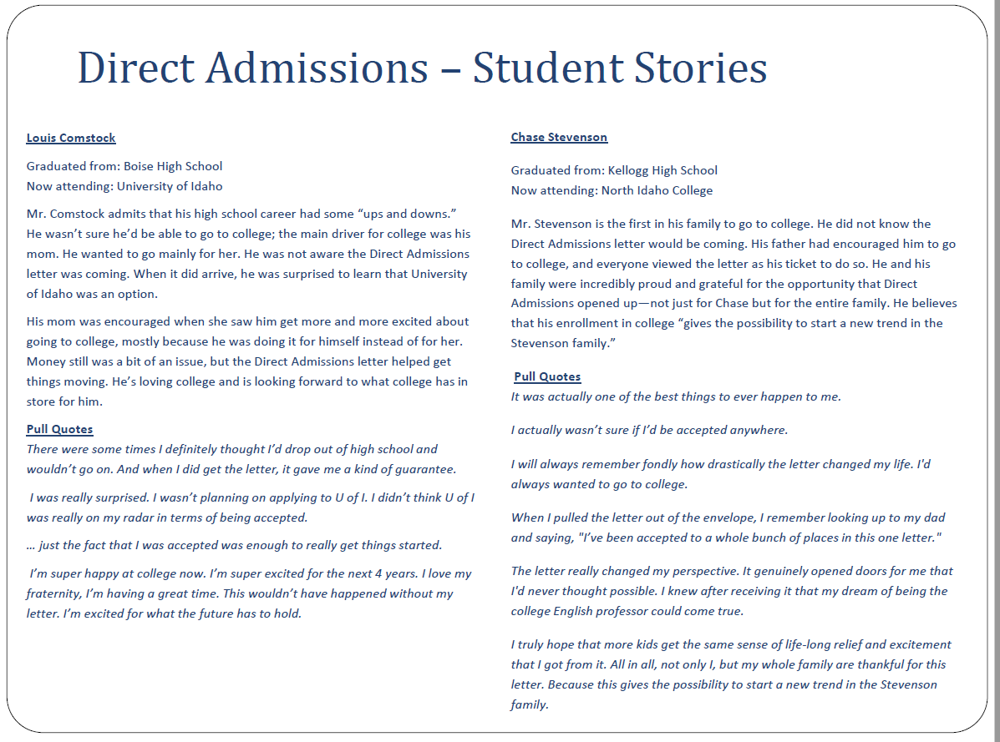 Direct Admissions – Student Stories
Louis Comstock
Graduated from: Boise High School
Now attending: University of Idaho
Mr. Comstock admits that his high school career had some “ups and downs.”
He wasn’t sure he’d be able to go to college; the main driver for college was his
mom. He wanted to go mainly for her. He was not aware the Direct Admissions
letter was coming. When it did arrive, he was surprised to learn that University
of Idaho was an option.
His mom was encouraged when she saw him get more and more excited about
going to college, mostly because he was doing it for himself instead of for her.
Money still was a bit of an issue, but the Direct Admissions letter helped get
things moving. He’s loving college and is looking forward to what college has in
store for him.
Pull Quotes
There were some times I definitely thought I’d drop out of high school and
wouldn’t go on. And when I did get the letter, it gave me a kind of guarantee.
I was really surprised. I wasn’t planning on applying to U of I. I didn’t think U of I
was really on my radar in terms of being accepted.
… just the fact that I was accepted was enough to really get things started.
I’m super happy at college now. I’m super excited for the next 4 years. I love my
fraternity, I’m having a great time. This wouldn’t have happened without my
letter. I’m excited for what the future has to hold.
Chase Stevenson
Graduated from: Kellogg High School
Now attending: North Idaho College
Mr. Stevenson is the first in his family to go to college. He did not know the
Direct Admissions letter would be coming. His father had encouraged him to go
to college, and everyone viewed the letter as his ticket to do so. He and his
family were incredibly proud and grateful for the opportunity that Direct
Admissions opened up—not just for Chase but for the entire family. He believes
that his enrollment in college “gives the possibility to start a new trend in the
Stevenson family.”
Pull Quotes
It was actually one of the best things to ever happen to me.
I actually wasn’t sure if I’d be accepted anywhere.
I will always remember fondly how drastically the letter changed my life. I'd
always wanted to go to college.
When I pulled the letter out of the envelope, I remember looking up to my dad
and saying, "I’ve been accepted to a whole bunch of places in this one letter."
The letter really changed my perspective. It genuinely opened doors for me that
I'd never thought possible. I knew after receiving it that my dream of being the
college English professor could come true.
I truly hope that more kids get the same sense of life-long relief and excitement
that I got from it. All in all, not only I, but my whole family are thankful for this
letter. Because this gives the possibility to start a new trend in the Stevenson
family.